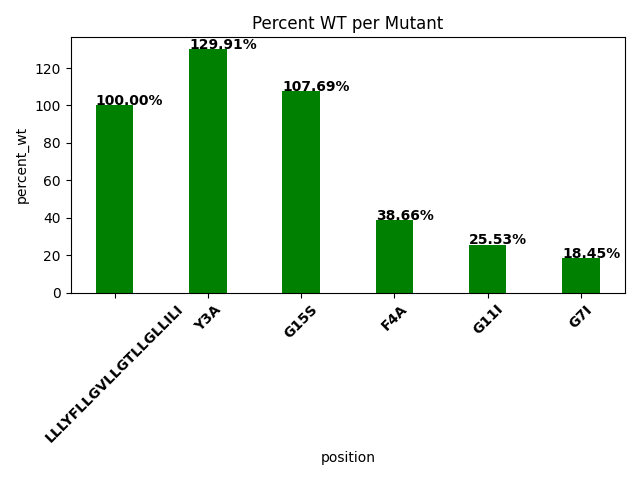 Percent WT per Mutant
percent_wt
120
100
80
60
40
20
0
100.00%
129.91%
107.69%
38.66%
25.53%
18.45%
LLLYFLLGVLLGTLLGLLILI
Y3A
G15S
F4A
G11I
G7I
position